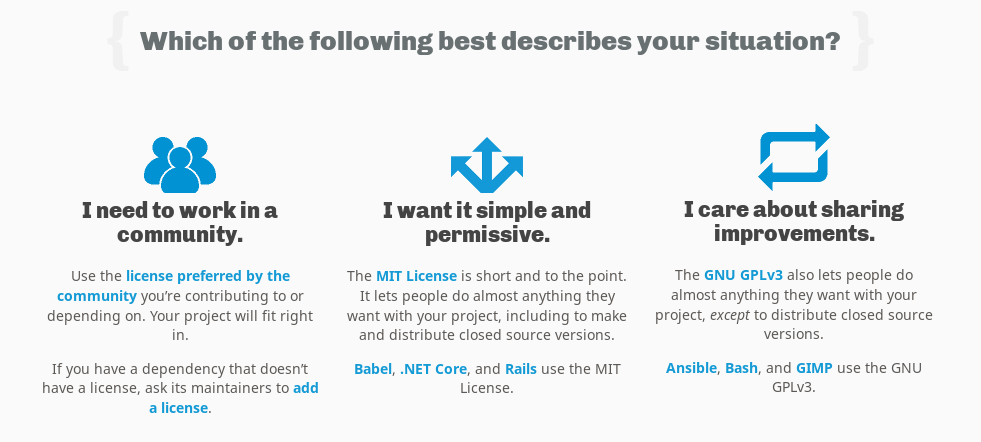 { Which of the following best describes your situation? }
I need to work in a
community.
Use the license preferred by the
community you’re contributing to or
depending on. Your project will fit right
in.
If you have a dependency that doesn’t
have a license, ask its maintainers to add
a license.
I want it simple and
permissive.
The MIT License is short and to the point.
It lets people do almost anything they
want with your project, including to make
and distribute closed source versions.
Babel, .NET Core, and Rails use the MIT
License.
I care about sharing
improvements.
The GNU GPLv3 also lets people do
almost anything they want with your
project, except to distribute closed source
versions.
Ansible, Bash, and GIMP use the GNU
GPLv3.